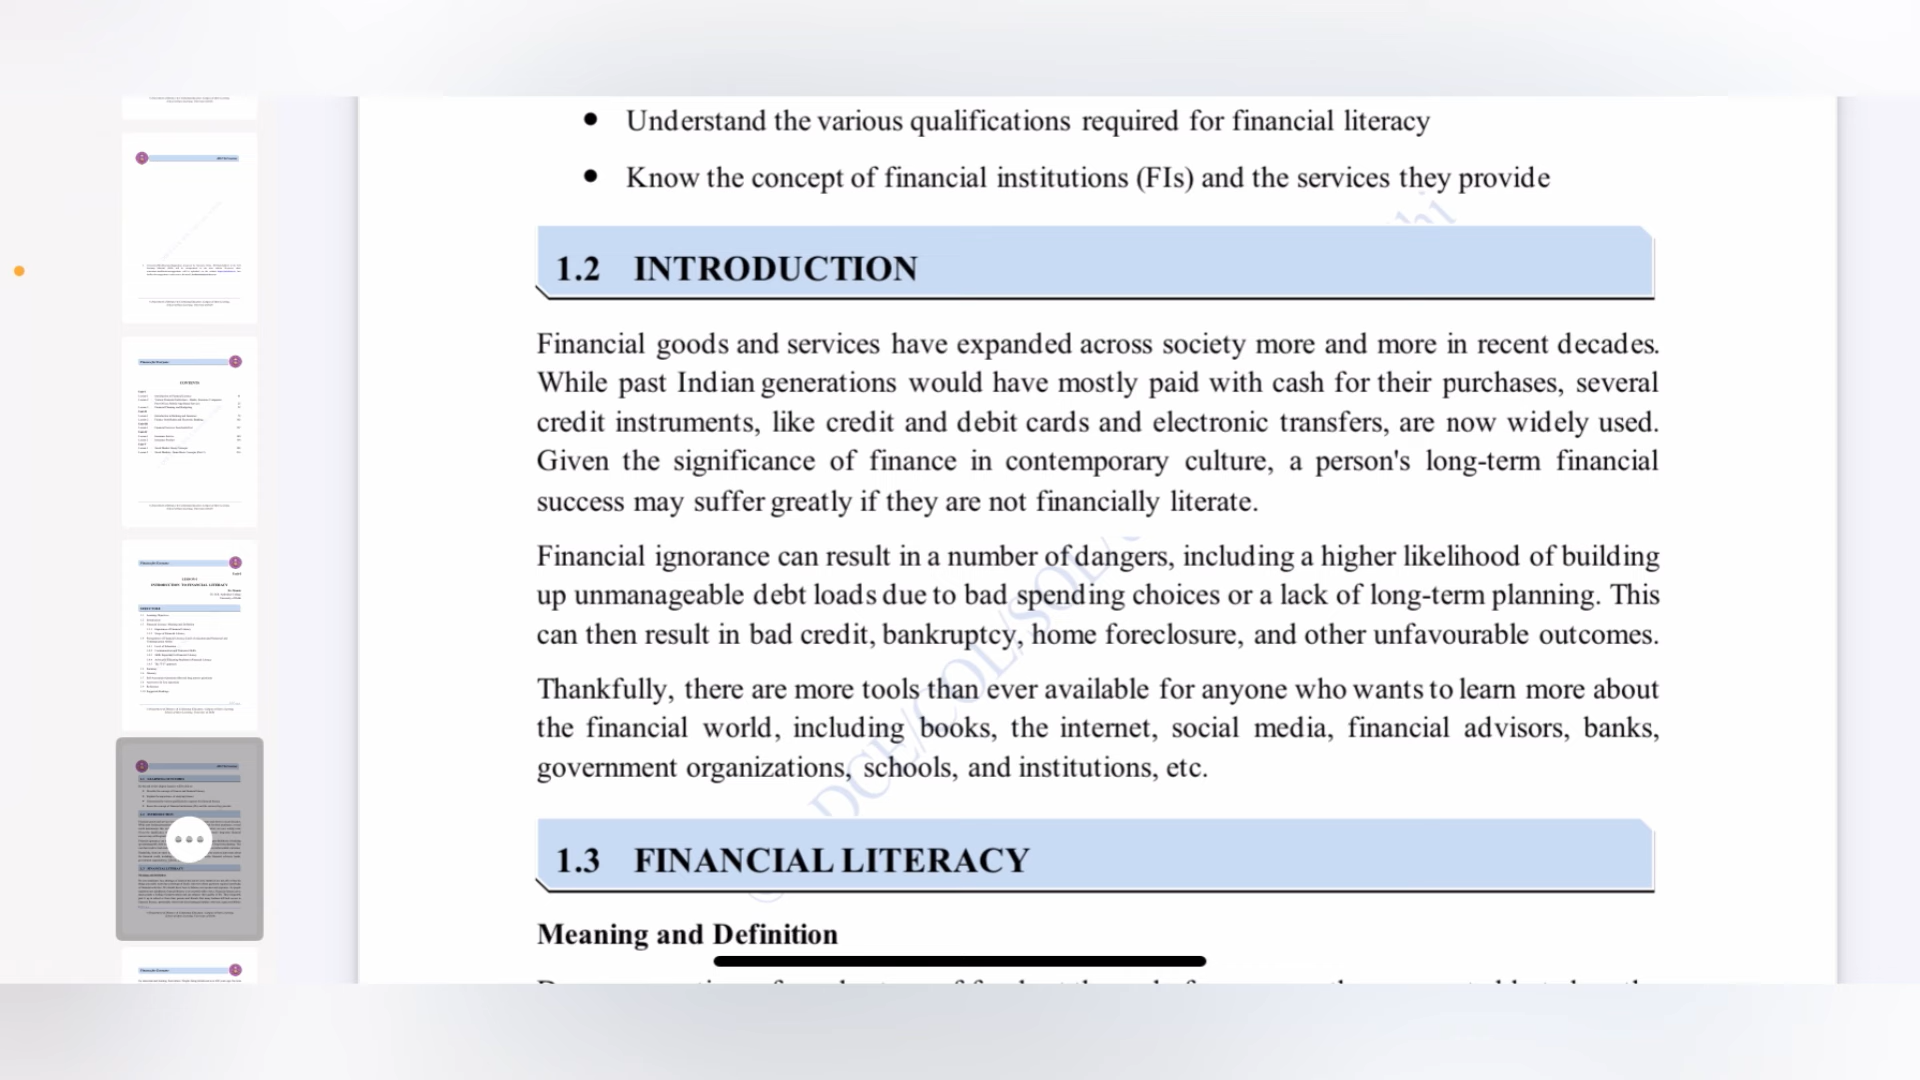 Understand the various qualifications required for financial literacy
Know the concept of financial institutions (FIs) and the services they provide
1.2 INTRODUCTION
Financial goods and services have expanded across society more and more in recent decades.
While past Indian generations would have mostly paid with cash for their purchases, several
credit instruments, like credit and debit cards and electronic transfers, are now widely used.
Given the significance of finance in contemporary culture, a person's long-term financial
success may suffer greatly if they are not financially literate.
Financial ignorance can result in a number of dangers, including a higher likelihood of building
up unmanageable debt loads due to bad spending choices or a lack of long-term planning. This
can then result in bad credit, bankruptcy, home foreclosure, and other unfavourable outcomes.
Thankfully, there are more tools than ever available for anyone who wants to learn more about
the financial world, including books, the internet, social media, financial advisors, banks,
government organizations, schools, and institutions, etc.
1.3 FINANCIAL LITERACY
Meaning and Definition